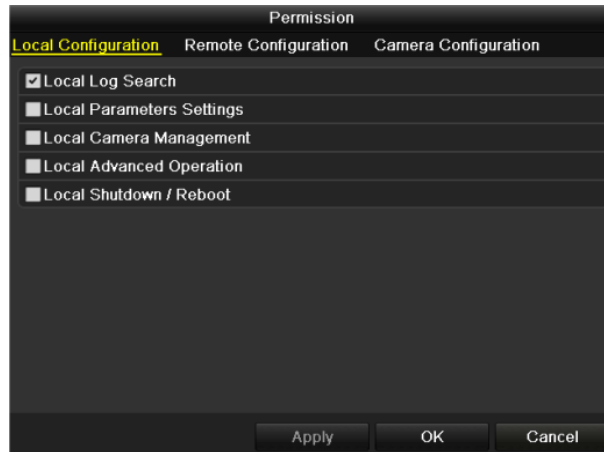 Permission
Local Configuration Remote Configuration Camera Configuration
Local Log Search
Local Parameters Settings
Local Camera Management
Local Advanced Operation
Local Shutdown / Reboot
Apply OK Cancel